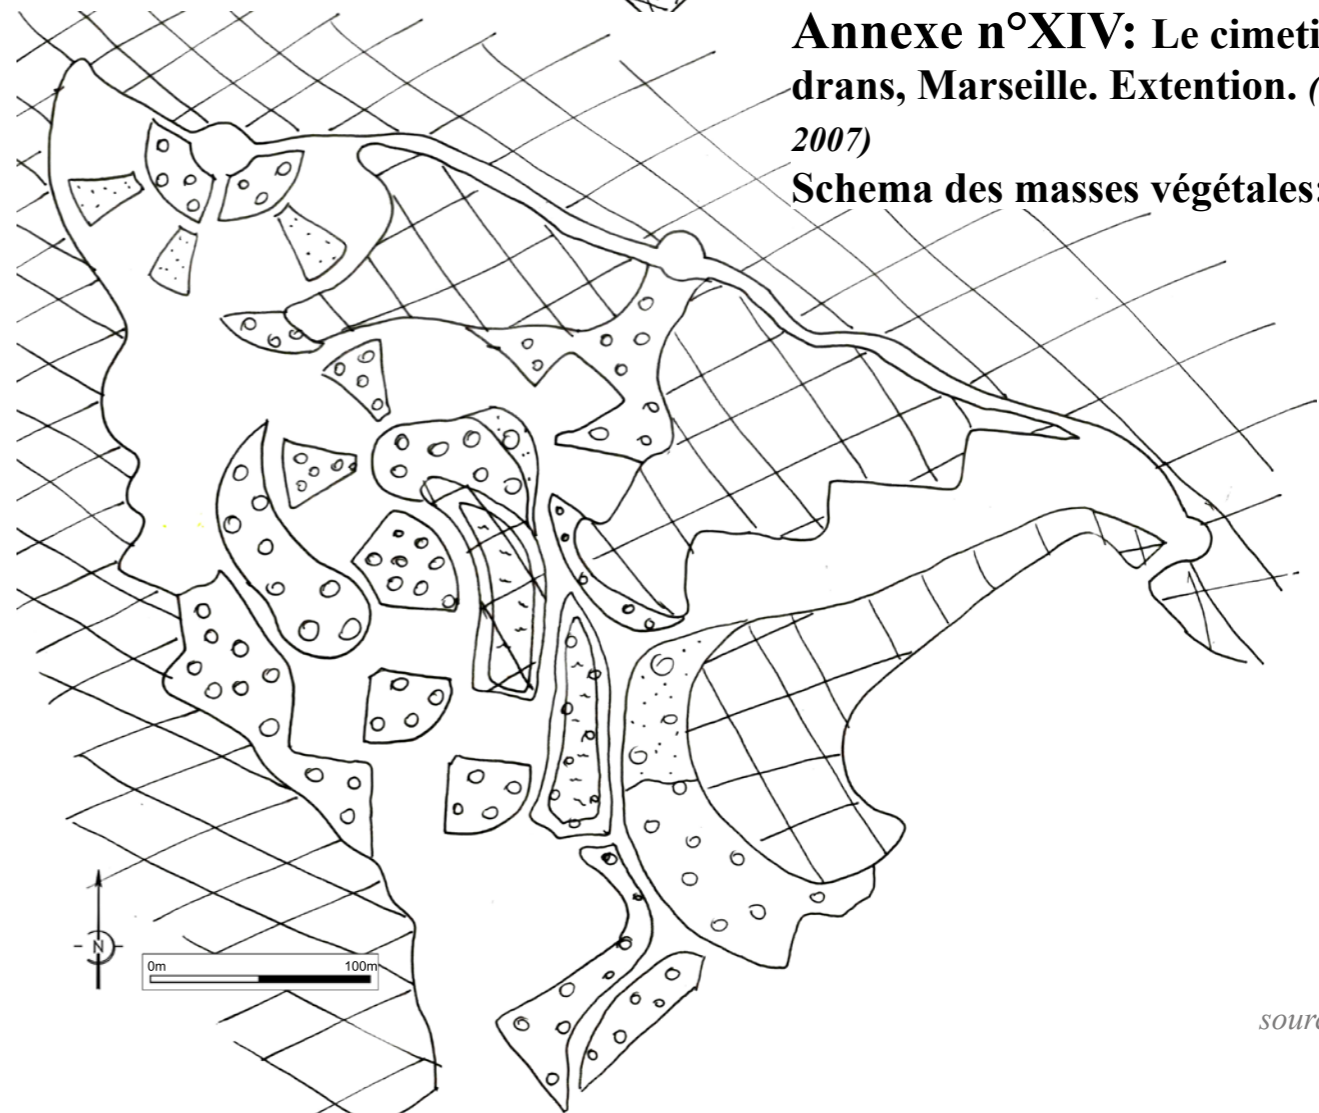 Annexe n°XIV: Le cimeti
drans, Marseille. Extention. (
2007)
Schema des masses végétales:
N
0m 100m
sourc